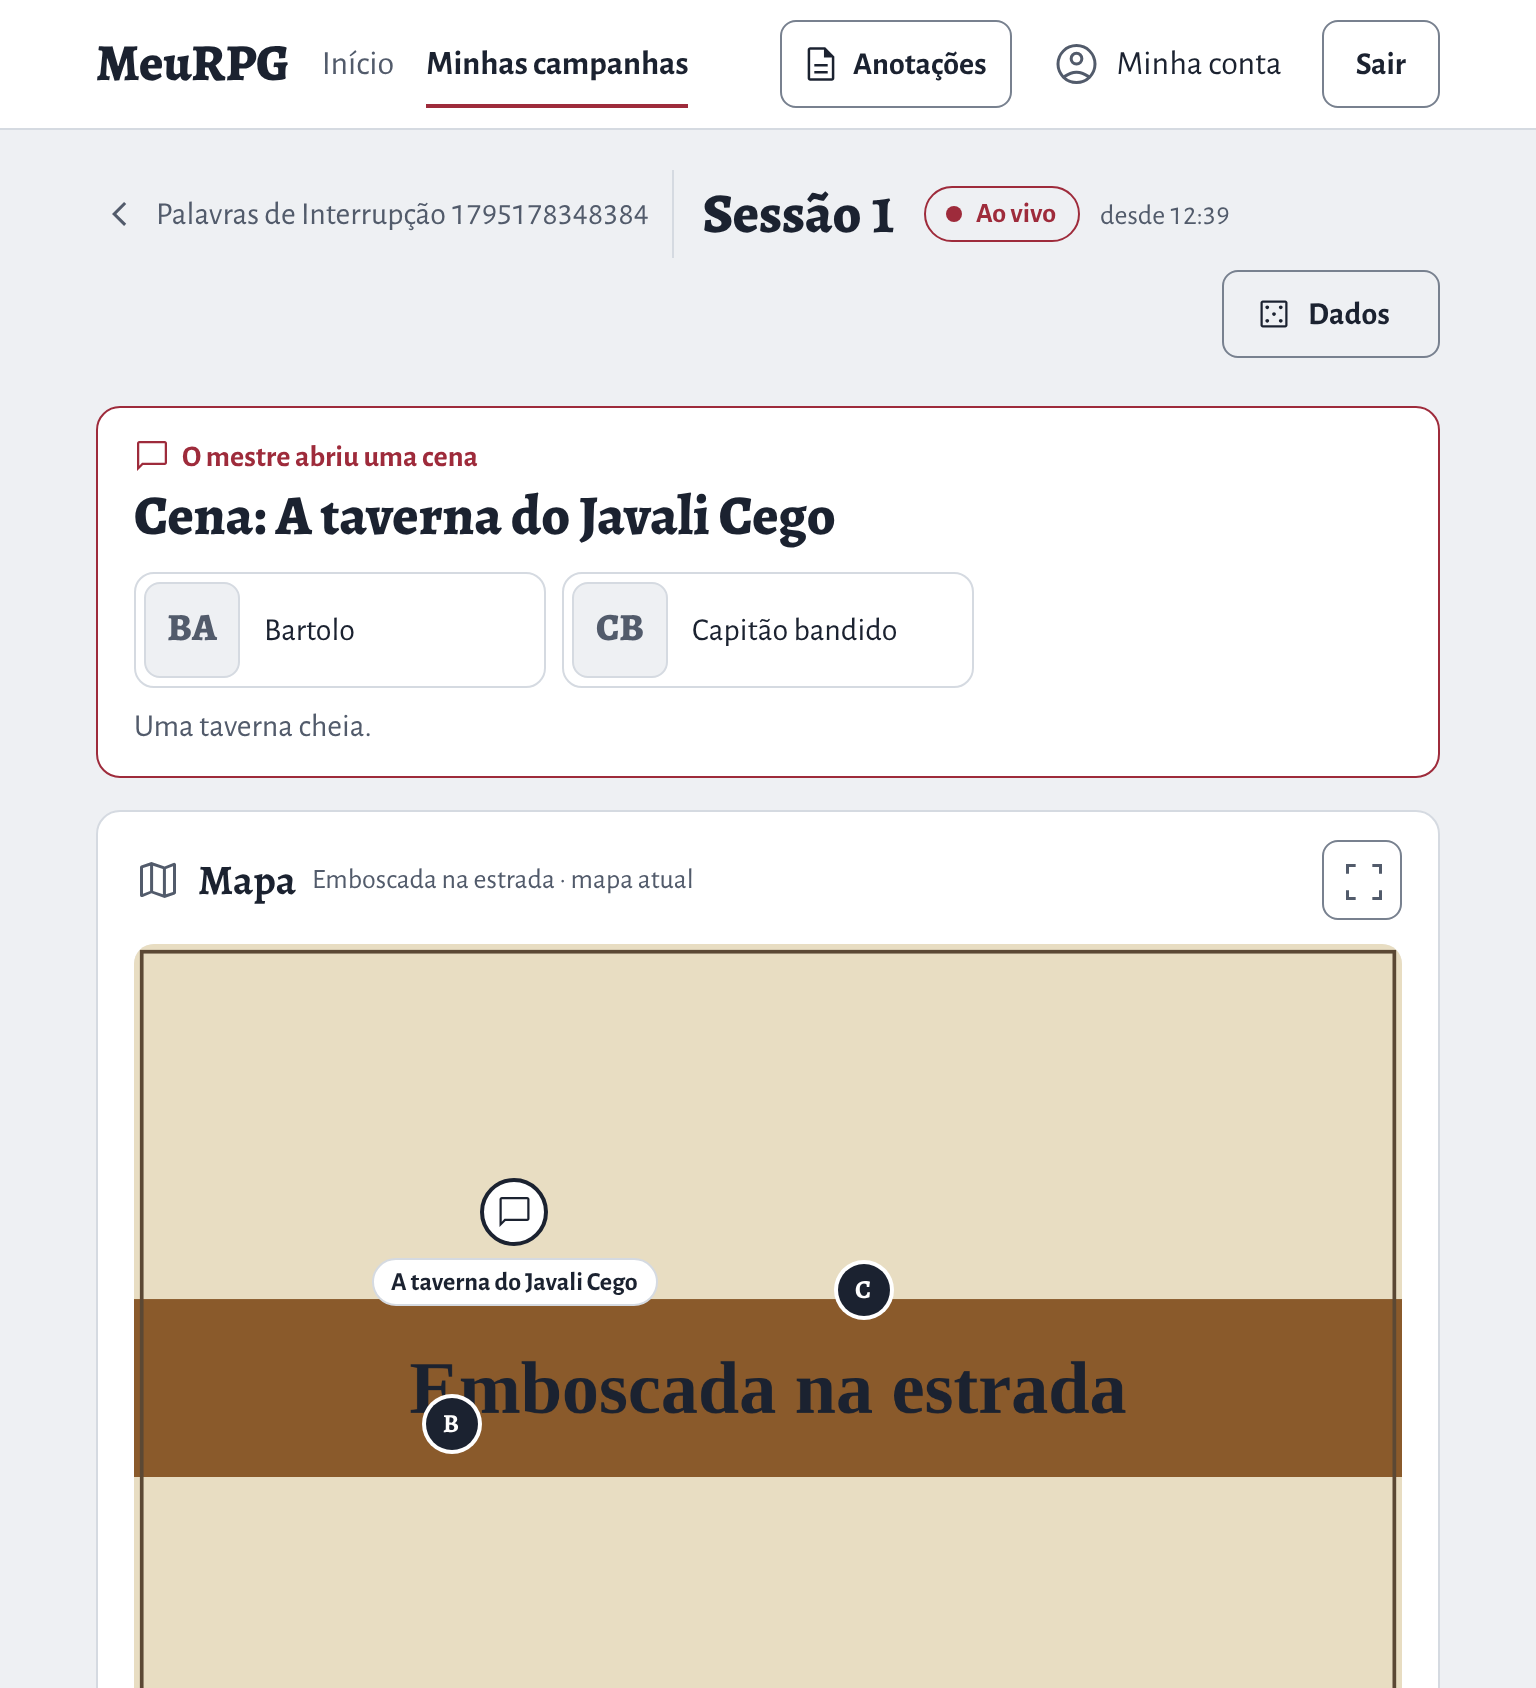 MeuRPG Início Minhas campanhas Anotações Minha conta Sair
Palavras de Interrupção 1795178348384 Sessão 1 Ao vivo desde 12:39
Dados
O mestre abriu uma cena
Cena: A taverna do Javali Cego
BA Bartolo CB Capitão bandido
Uma taverna cheia.
Mapa Emboscada na estrada · mapa atual
A taverna do Javali Cego
C
Emboscada na estrada
B